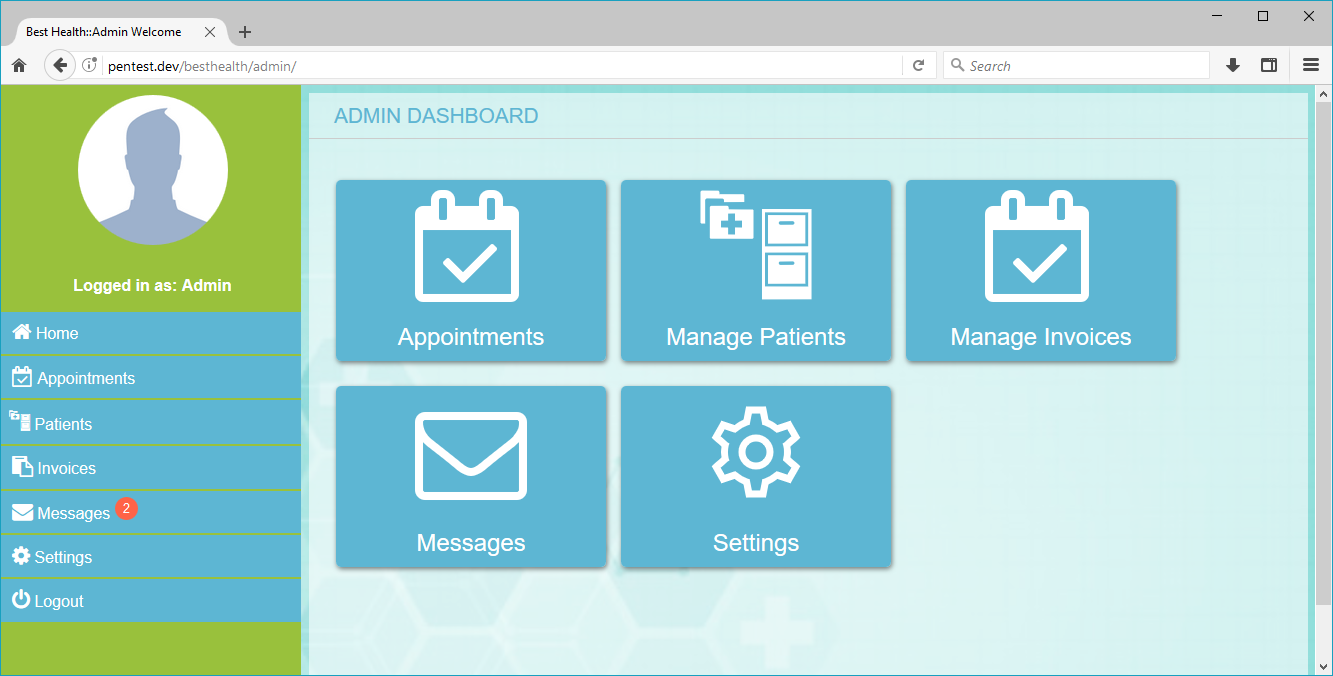 Best Health::Admin Welcome
pentest.dev/besthealth/admin/
Search
Logged in as: Admin
Home
Appointments
Patients
Invoices
Messages 2
Settings
Logout
ADMIN DASHBOARD
Appointments
Manage Patients
Manage Invoices
Messages
Settings